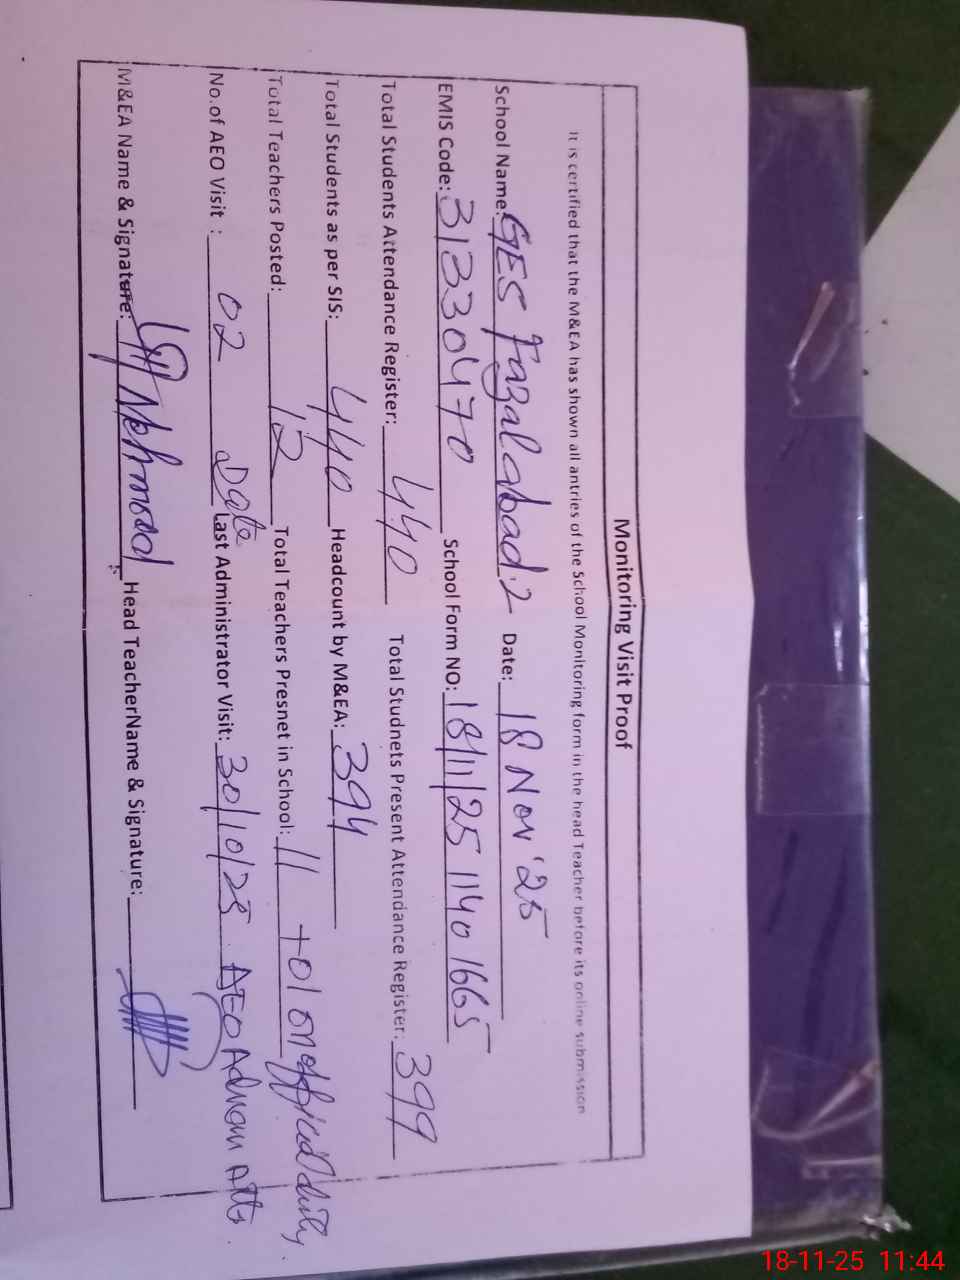 Monitoring Visit Proof
It is certified that the M&EA has shown all antries of the School Monitoring form in the head Teacher before its online submission
School Name: GES Fazalabad.2 Date: 18 Nov '25
EMIS Code: 31330470 School Form NO: 18/11/25 1140 1665
Total Students Attendance Register: 440 Total Studnets Present Attendance Register: 399
Total Students as per SIS: 440 Headcount by M&EA: 394
Total Teachers Posted: 12 Total Teachers Presnet in School: 11 +01 on official duty.
No.of AEO Visit : 02 Date Last Administrator Visit: 30/10/25 AEO Adnan
M&EA Name & Signature: Head TeacherName & Signature:
18-11-25 11:44